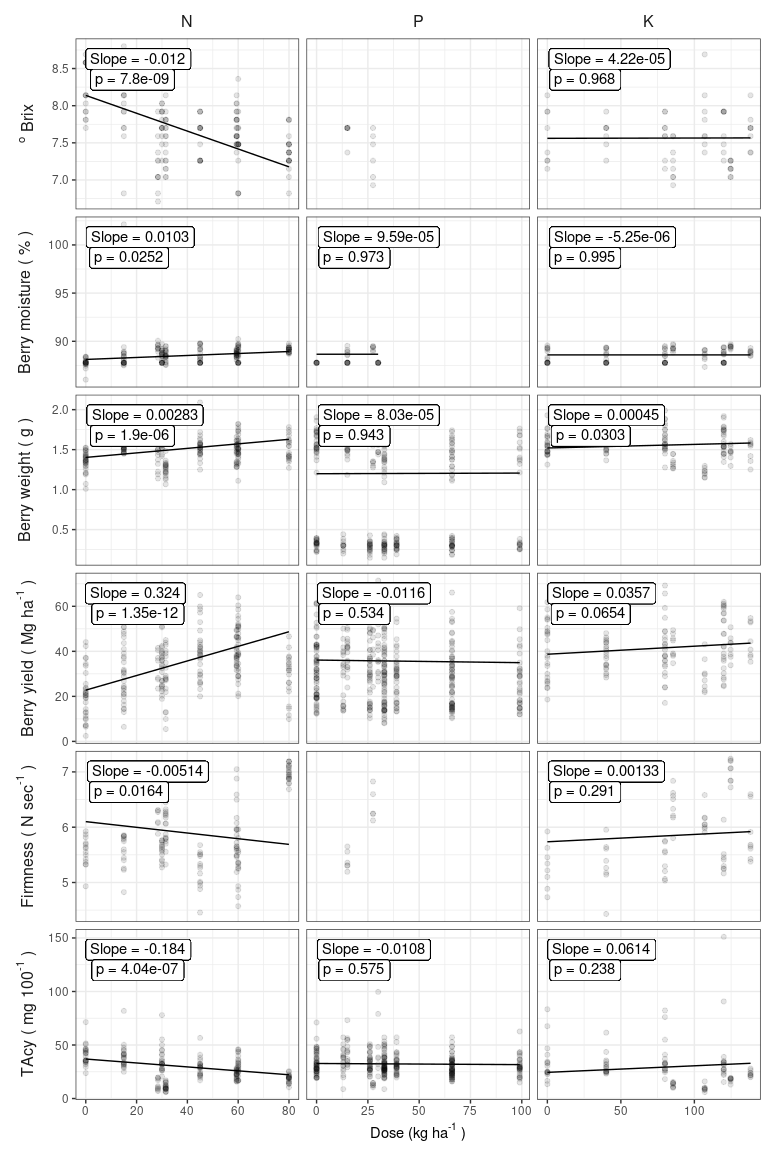 N P K
º Brix
8.5
8.0
7.5
7.0
Slope = -0.012
p = 7.8e-09
Slope = 4.22e-05
p = 0.968
Berry moisture ( % )
100
95
90
Slope = 0.0103
p = 0.0252
Slope = 9.59e-05
p = 0.973
Slope = -5.25e-06
p = 0.995
Berry weight ( g )
2.0
1.5
1.0
0.5
Slope = 0.00283
p = 1.9e-06
Slope = 8.03e-05
p = 0.943
Slope = 0.00045
p = 0.0303
Berry yield ( Mg ha⁻¹ )
60
40
20
0
Slope = 0.324
p = 1.35e-12
Slope = -0.0116
p = 0.534
Slope = 0.0357
p = 0.0654
Firmness ( N sec⁻¹ )
7
6
5
Slope = -0.00514
p = 0.0164
Slope = 0.00133
p = 0.291
TAcy ( mg 100⁻¹ )
150
100
50
0
Slope = -0.184
p = 4.04e-07
Slope = -0.0108
p = 0.575
Slope = 0.0614
p = 0.238
0 20 40 60 80 0 25 50 75 100 0 50 100
Dose (kg ha⁻¹ )